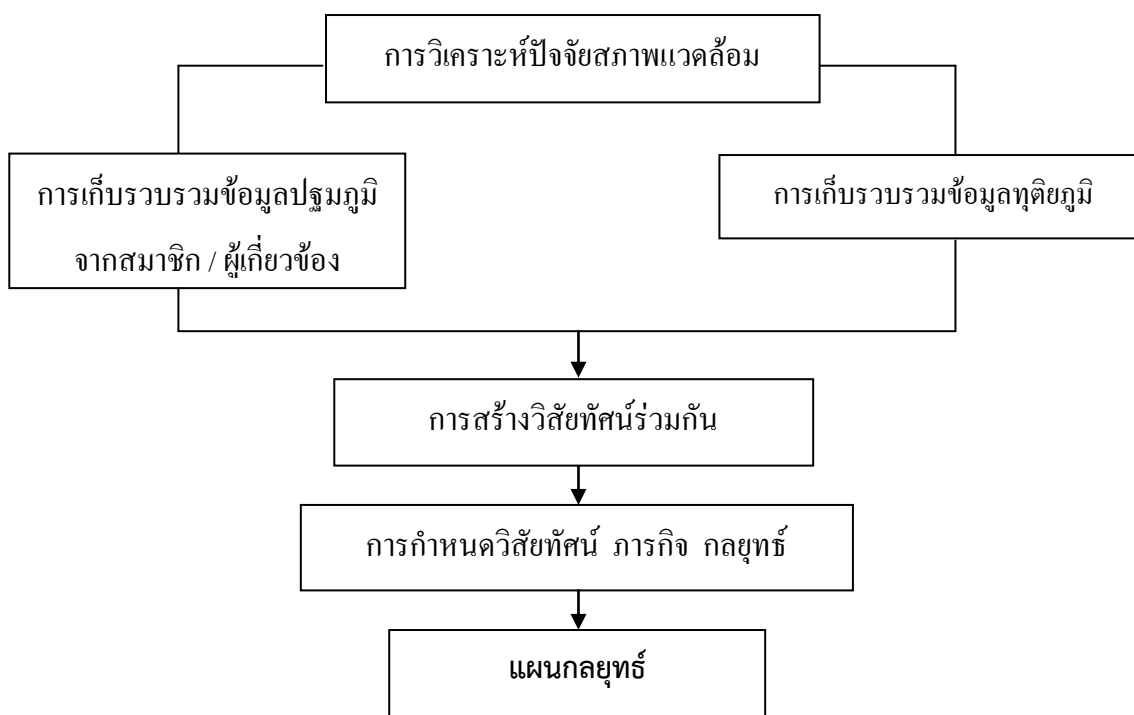 การวิเคราะห์ปัจจัยสภาพแวดล้อม
การเก็บรวบรวมข้อมูลปฐมภูมิ
จากสมาชิก / ผู้เกี่ยวข้อง
การเก็บรวบรวมข้อมูลทุติยภูมิ
การสร้างวิสัยทัศน์ร่วมกัน
การกำหนดวิสัยทัศน์ ภารกิจ กลยุทธ์
แผนกลยุทธ์